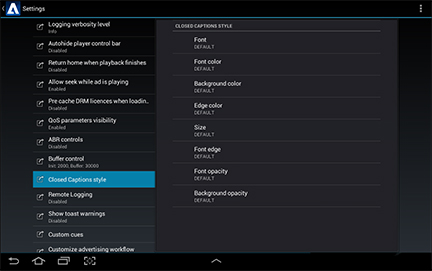 Settings
Logging verbosity level
Info
Autohide player control bar
Disabled
Return home when playback finishes
Disabled
Allow seek while ad is playing
Enabled
Pre cache DRM licences when loadin..
Disabled
QoS parameters visibility
Enabled
ABR controls
Disabled
Buffer control
Init: 2000, Buffer: 30000
Closed Captions style
Remote Logging
Disabled
Show toast warnings
Disabled
Custom cues
Customize advertising workflow
CLOSED CAPTIONS STYLE
Font
DEFAULT
Font color
DEFAULT
Background color
DEFAULT
Edge color
DEFAULT
Size
DEFAULT
Font edge
DEFAULT
Font opacity
DEFAULT
Background opacity
DEFAULT